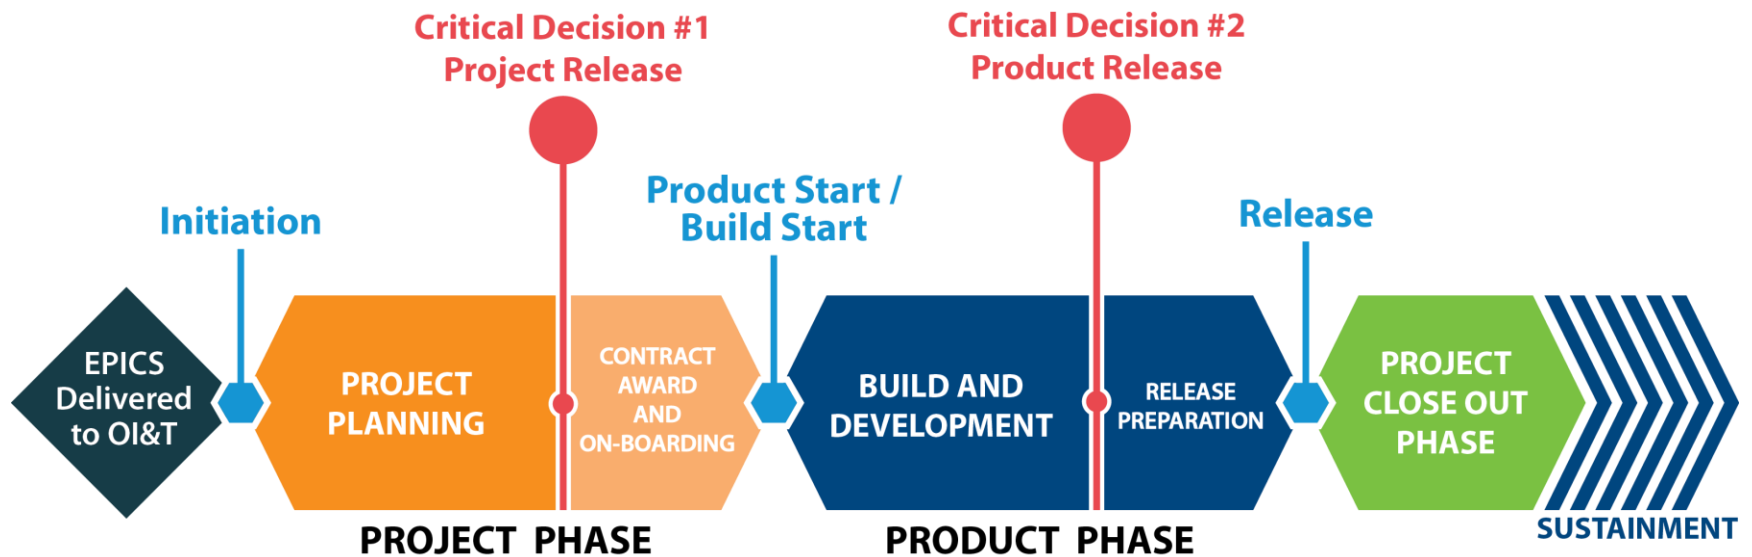 Critical Decision #1
Project Release
Critical Decision #2
Product Release
Initiation
Product Start /
Build Start
Release
EPICS
Delivered
to OI&T
PROJECT
PLANNING
CONTRACT
AWARD
AND
ON-BOARDING
BUILD AND
DEVELOPMENT
RELEASE
PREPARATION
PROJECT
CLOSE OUT
PHASE
SUSTAINMENT
PROJECT PHASE
PRODUCT PHASE